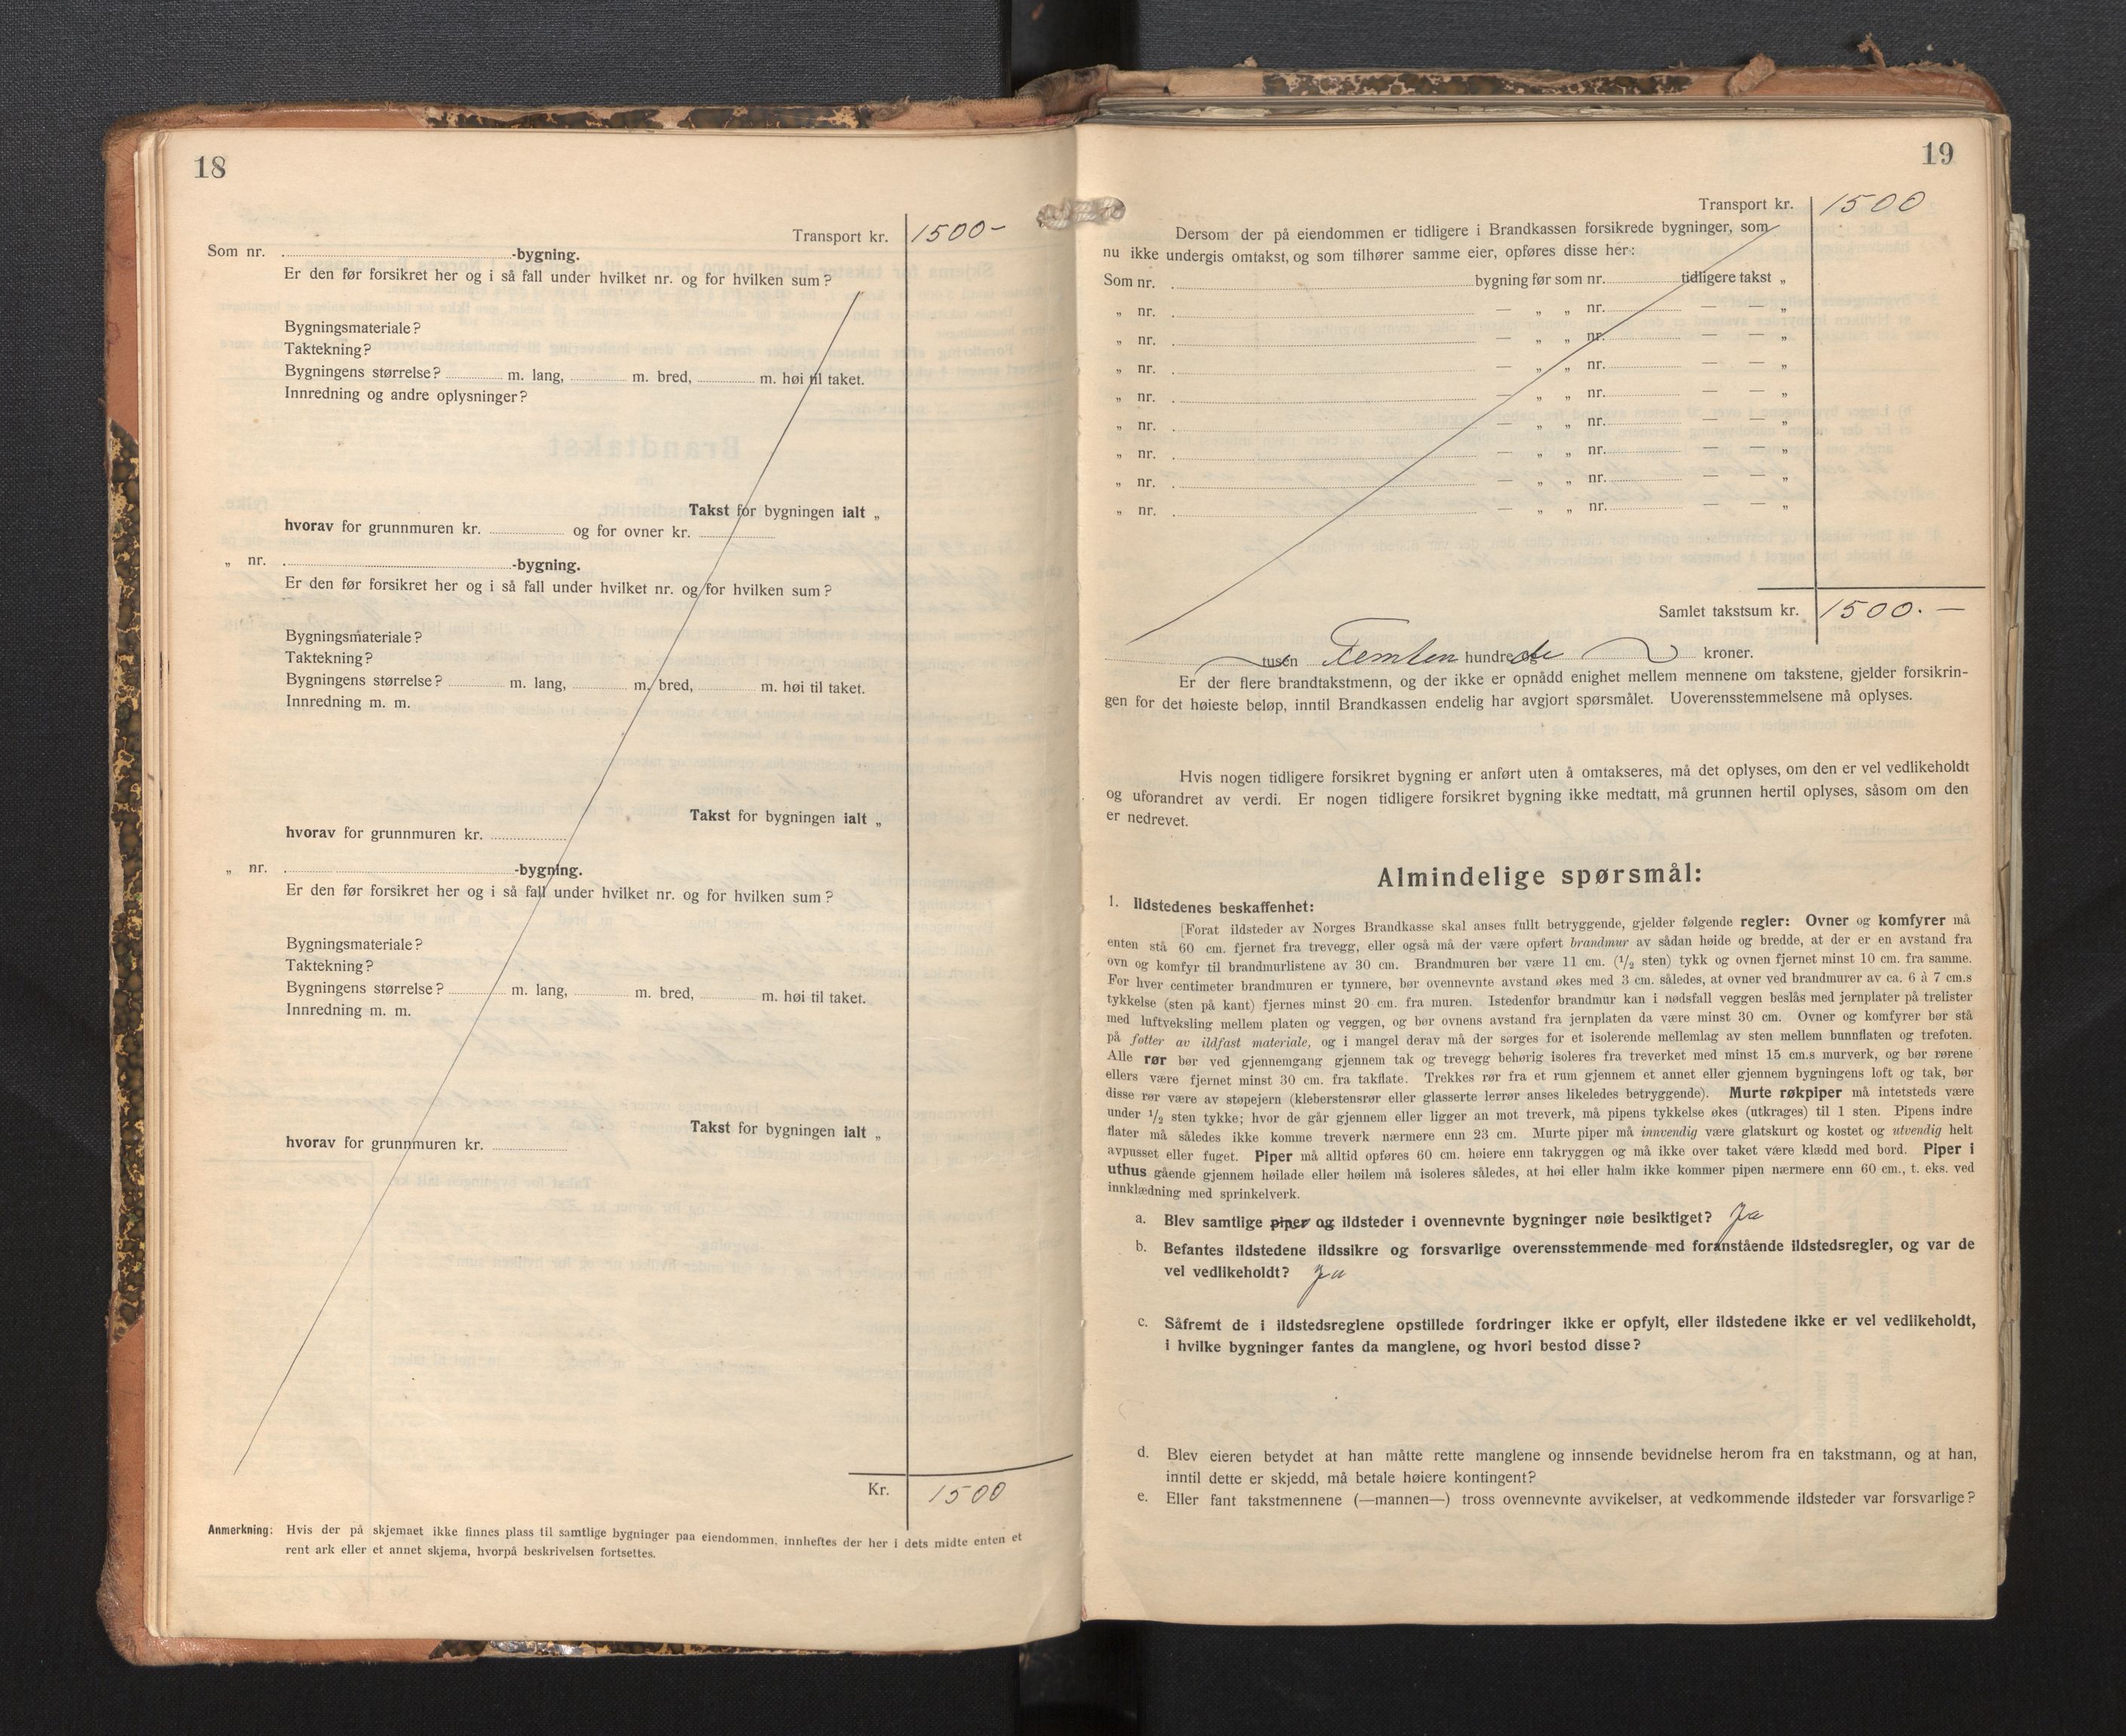 18
Transport kr. 1500-
Som nr. -bygning.
Er den før forsikret her og i så fall under hvilket nr. og for hvilken sum?
Bygningsmateriale?
Taktekning?
Bygningens størrelse? m. lang, m. bred, m. høi til taket.
Innredning og andre oplysninger?
Takst for bygningen ialt „
hvorav for grunnmuren kr. og for ovner kr.
„ nr. -bygning.
Er den før forsikret her og i så fall under hvilket nr. og for hvilken sum?
Bygningsmateriale?
Taktekning?
Bygningens størrelse? m. lang, m. bred, m. høi til taket.
Innredning m. m.
Takst for bygningen ialt „
hvorav for grunnmuren kr.
„ nr. -bygning.
Er den før forsikret her og i så fall under hvilket nr. og for hvilken sum?
Bygningsmateriale?
Taktekning?
Bygningens størrelse? m. lang, m. bred, m. høi til taket.
Innredning m. m.
Takst for bygningen ialt „
hvorav for grunnmuren kr.
Kr. 1500
Anmerkning: Hvis der på skjemaet ikke finnes plass til samtlige bygninger paa eiendommen, innheftes der her i dets midte enten et
rent ark eller et annet skjema, hvorpå beskrivelsen fortsettes.
19
Transport kr. 1500
Dersom der på eiendommen er tidligere i Brandkassen forsikrede bygninger, som
nu ikke undergis omtakst, og som tilhører samme eier, opføres disse her:
Som nr. bygning før som nr. tidligere takst „
„ nr. — „ „ nr. — — „
„ nr. — „ „ nr. — — „
„ nr. — „ „ nr. — — „
„ nr. — „ „ nr. — — „
„ nr. — „ „ nr. — — „
„ nr. — „ „ nr. — — „
„ nr. — „ „ nr. — — „
„ nr. — „ „ nr. — — „
Samlet takstsum kr. 1500.—
tusen Femten hundrede kroner.
Er der flere brandtakstmenn, og der ikke er opnådd enighet mellem mennene om takstene, gjelder forsikrin-
gen for det høieste beløp, inntil Brandkassen endelig har avgjort spørsmålet. Uoverensstemmelsene må oplyses.
Hvis nogen tidligere forsikret bygning er anført uten å omtakseres, må det oplyses, om den er vel vedlikeholdt
og uforandret av verdi. Er nogen tidligere forsikret bygning ikke medtatt, må grunnen hertil oplyses, såsom om den
er nedrevet.
Almindelige spørsmål:
1. Ildstedenes beskaffenhet:
[Forat ildsteder av Norges Brandkasse skal anses fullt betryggende, gjelder følgende regler: Ovner og komfyrer må
enten stå 60 cm. fjernet fra trevegg, eller også må der være opført brandmur av sådan høide og bredde, at der er en avstand fra
ovn og komfyr til brandmurlistene av 30 cm. Brandmuren bør være 11 cm. (1/2 sten) tykk og ovnen fjernet minst 10 cm. fra samme.
For hver centimeter brandmuren er tynnere, bør ovennevnte avstand økes med 3 cm. således, at ovner ved brandmurer av ca. 6 à 7 cm.s
tykkelse (sten på kant) fjernes minst 20 cm. fra muren. Istedenfor brandmur kan i nødsfall veggen beslås med jernplater på trelister
med luftveksling mellem platen og veggen, og bør ovnens avstand fra jernplaten da være minst 30 cm. Ovner og komfyrer bør stå
på føtter av ildfast materiale, og i mangel derav må der sørges for et isolerende mellemlag av sten mellem bunnflaten og trefoten.
Alle rør bør ved gjennemgang gjennem tak og trevegg behørig isoleres fra treverket med minst 15 cm.s murverk, og bør rørene
ellers være fjernet minst 30 cm. fra takflate. Trekkes rør fra et rum gjennem et annet eller gjennem bygningens loft og tak, bør
disse rør være av støpejern (kleberstensrør eller glasserte lerrør anses likeledes betryggende). Murte røkpiper må intetsteds være
under 1/2 sten tykke; hvor de går gjennem eller ligger an mot treverk, må pipens tykkelse økes (utkrages) til 1 sten. Pipens indre
flater må således ikke komme treverk nærmere enn 23 cm. Murte piper må innvendig være glatskurt og kostet og utvendig helt
avpusset eller fuget. Piper må alltid opføres 60 cm. høiere enn takryggen og må ikke over taket være klædd med bord. Piper i
uthus gående gjennem høilade eller høilem må isoleres således, at høi eller halm ikke kommer pipen nærmere enn 60 cm., t. eks. ved
innklædning med sprinkelverk.
a. Blev samtlige piper og ildsteder i ovennevnte bygninger nøie besiktiget? Ja
b. Befantes ildstedene ildssikre og forsvarlige overensstemmende med foranstående ildstedsregler, og var de
vel vedlikeholdt? Ja
c. Såfremt de i ildstedsreglene opstillede fordringer ikke er opfylt, eller ildstedene ikke er vel vedlikeholdt,
i hvilke bygninger fantes da manglene, og hvori bestod disse?
d. Blev eieren betydet at han måtte rette manglene og innsende bevidnelse herom fra en takstmann, og at han,
inntil dette er skjedd, må betale høiere kontingent?
e. Eller fant takstmennene (—mannen—) tross ovennevnte avvikelser, at vedkommende ildsteder var forsvarlige?